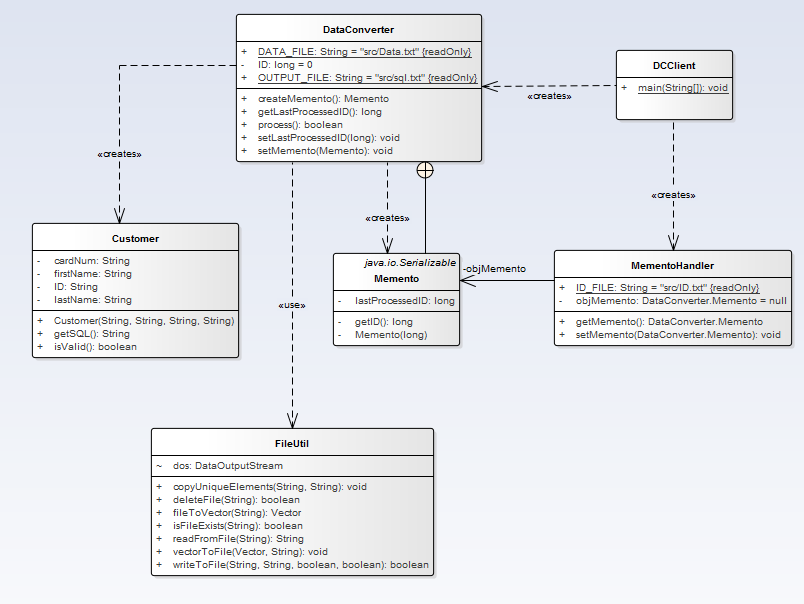 DataConverter
+ DATA_FILE: String = "src/Data.txt" {readOnly}
- ID: long = 0
+ OUTPUT_FILE: String = "src/sql.txt" {readOnly}
+ createMemento(): Memento
+ getLastProcessedID(): long
+ process(): boolean
+ setLastProcessedID(long): void
+ setMemento(Memento): void
DCClient
+ main(String[]): void
«creates»
«creates»
«creates»
«creates»
Customer
- cardNum: String
- firstName: String
- ID: String
- lastName: String
+ Customer(String, String, String, String)
+ getSQL(): String
+ isValid(): boolean
«use»
java.io.Serializable
Memento
- lastProcessedID: long
- getID(): long
- Memento(long)
-objMemento
MementoHandler
+ ID_FILE: String = "src/ID.txt" {readOnly}
- objMemento: DataConverter.Memento = null
+ getMemento(): DataConverter.Memento
+ setMemento(DataConverter.Memento): void
FileUtil
~ dos: DataOutputStream
+ copyUniqueElements(String, String): void
+ deleteFile(String): boolean
+ fileToVector(String): Vector
+ isFileExists(String): boolean
+ readFromFile(String): String
+ vectorToFile(Vector, String): void
+ writeToFile(String, String, boolean, boolean): boolean